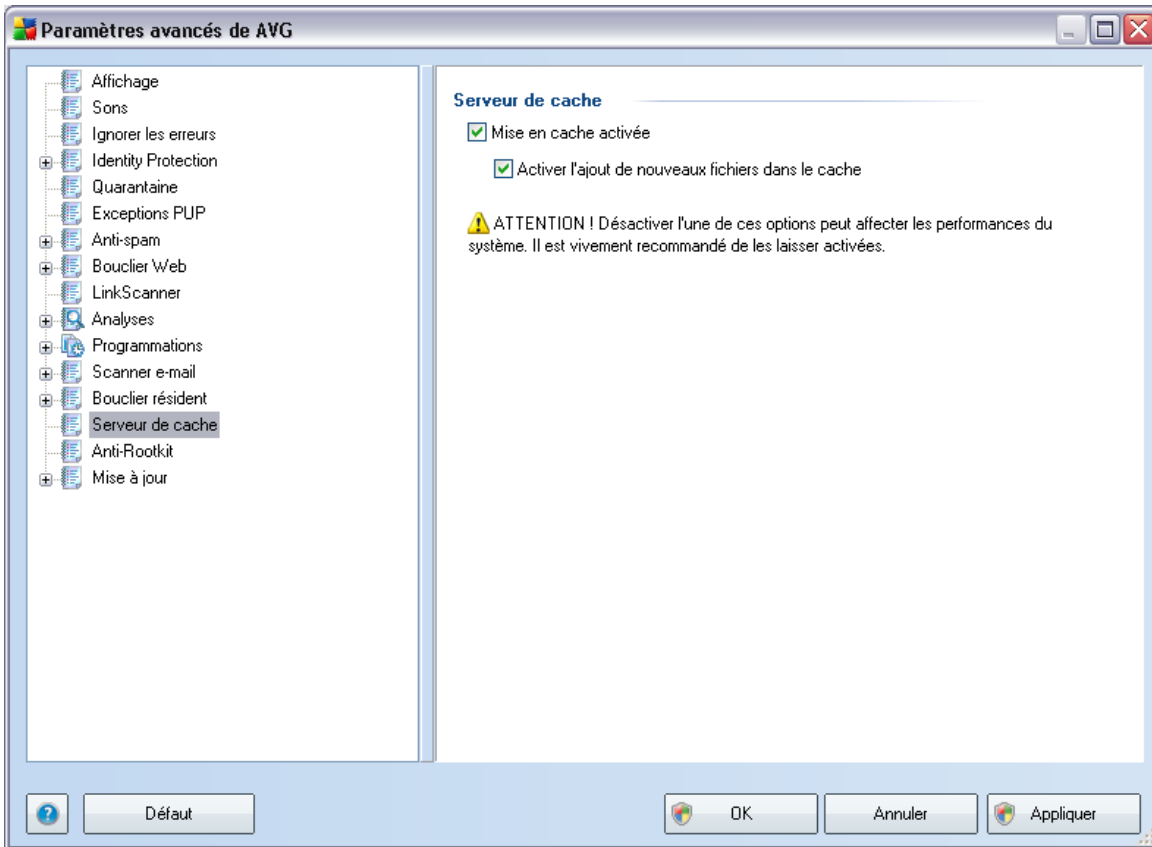 Paramètres avancés de AVG
Affichage
Sons
Ignorer les erreurs
Identity Protection
Quarantaine
Exceptions PUP
Anti-spam
Bouclier Web
LinkScanner
Analyses
Programmations
Scanner e-mail
Bouclier résident
Serveur de cache
Anti-Rootkit
Mise à jour
Serveur de cache
Mise en cache activée
Activer l'ajout de nouveaux fichiers dans le cache
ATTENTION ! Désactiver l'une de ces options peut affecter les performances du
système. Il est vivement recommandé de les laisser activées.
Défaut
OK
Annuler
Appliquer